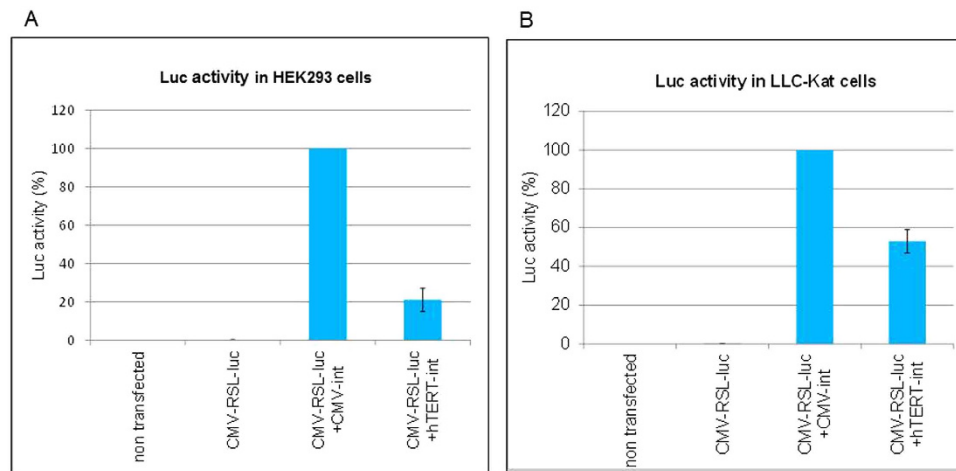 A
Luc activity in HEK293 cells
Luc activity (%)
120
100
80
60
40
20
0
non transfected
CMV-RSL-luc
CMV-RSL-luc
+CMV-int
CMV-RSL-luc
+hTERT-int
B
Luc activity in LLC-Kat cells
Luc activity (%)
120
100
80
60
40
20
0
non transfected
CMV-RSL-luc
CMV-RSL-luc
+CMV-int
CMV-RSL-luc
+hTERT-int